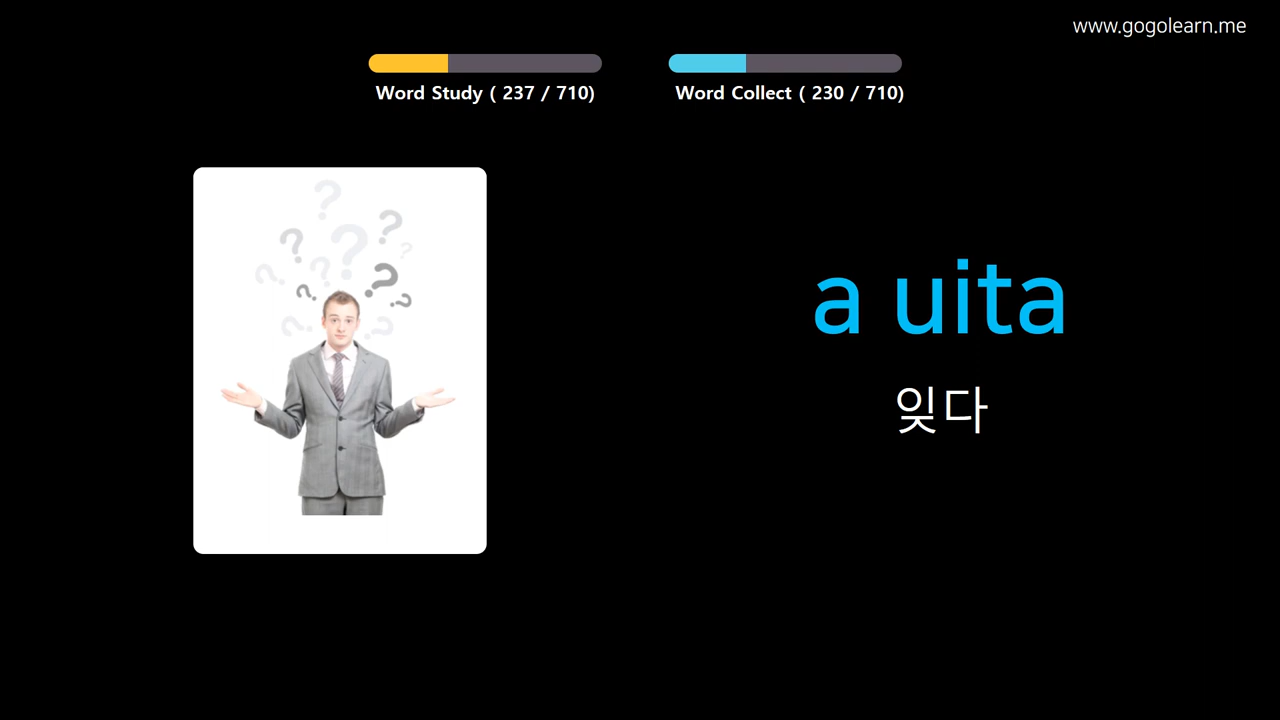 www.gogolearn.me
Word Study ( 237 / 710)
Word Collect ( 230 / 710)
a uita
잊다